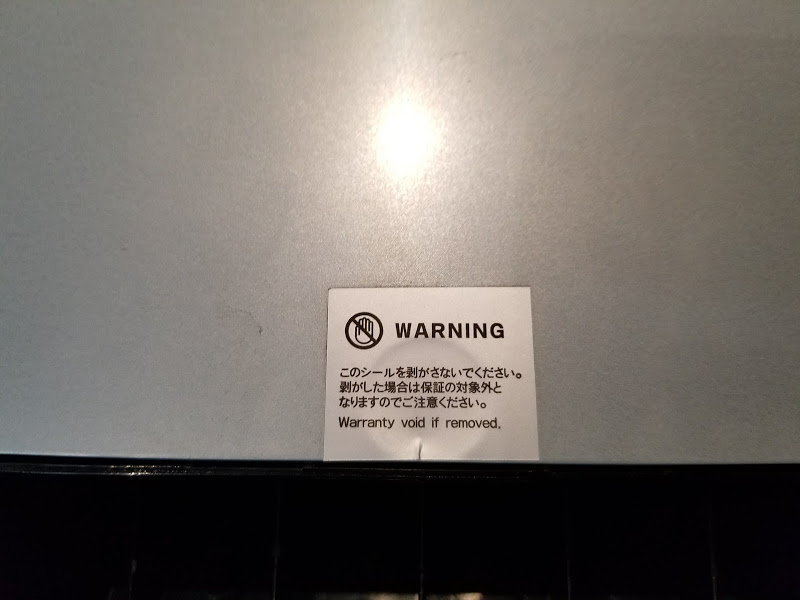 WARNING
このシールを剥がさないでください。
剥がした場合は保証の対象外と
なりますのでご注意ください。
Warranty void if removed.